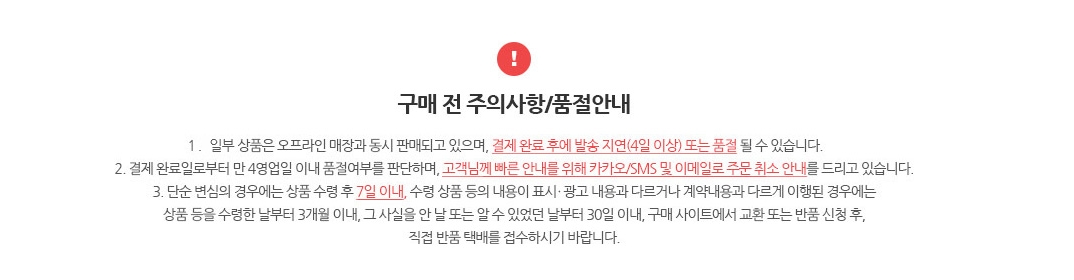 !
구매 전 주의사항/품절안내
1. 일부 상품은 오프라인 매장과 동시 판매되고 있으며, 결제 완료 후에 발송 지연(4일 이상) 또는 품절 될 수 있습니다.
2. 결제 완료일로부터 만 4영업일 이내 품절여부를 판단하며, 고객님께 빠른 안내를 위해 카카오/SMS 및 이메일로 주문 취소 안내를 드리고 있습니다.
3. 단순 변심의 경우에는 상품 수령 후 7일 이내, 수령 상품 등의 내용이 표시·광고 내용과 다르거나 계약내용과 다르게 이행된 경우에는
상품 등을 수령한 날부터 3개월 이내, 그 사실을 안 날 또는 알 수 있었던 날부터 30일 이내, 구매 사이트에서 교환 또는 반품 신청 후,
직접 반품 택배를 접수하시기 바랍니다.